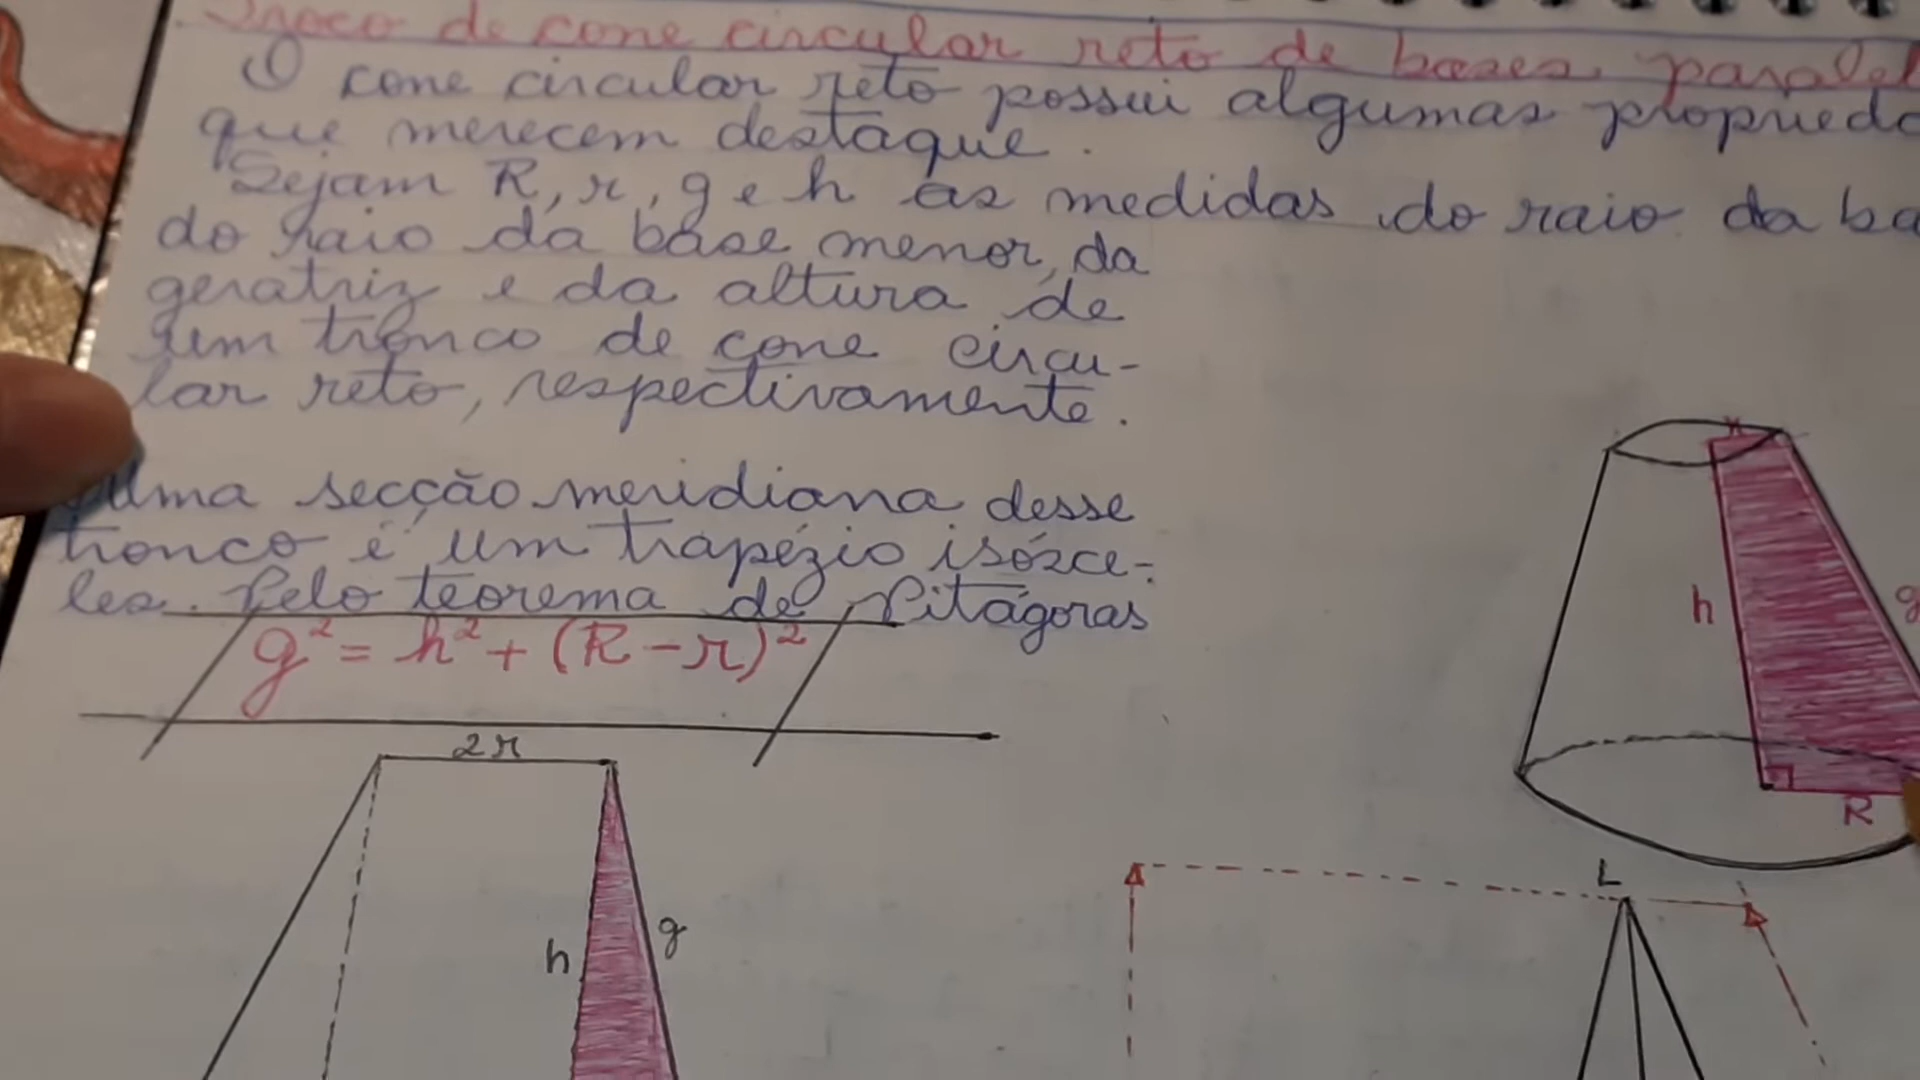 Troco de cone circular reto de bases paralel
O cone circular reto possui algumas proprieda
que merecem destaque.
Sejam R, r, g e h as medidas do raio da ba
do raio da base menor, da
geratriz e da altura de
um tronco de cone circu-
lar reto, respectivamente.
Uma secção meridiana desse
tronco é um trapézio isósce-
les. Pelo teorema de Pitágoras
g² = h² + (R - r)²
2r
h
g
h
g
R
L